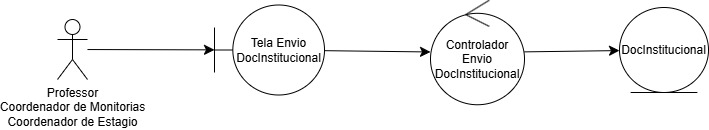 Professor
Coordenador de Monitorias
Coordenador de Estagio
Tela Envio
DocInstitucional
Controlador
Envio
DocInstitucional
DocInstitucional